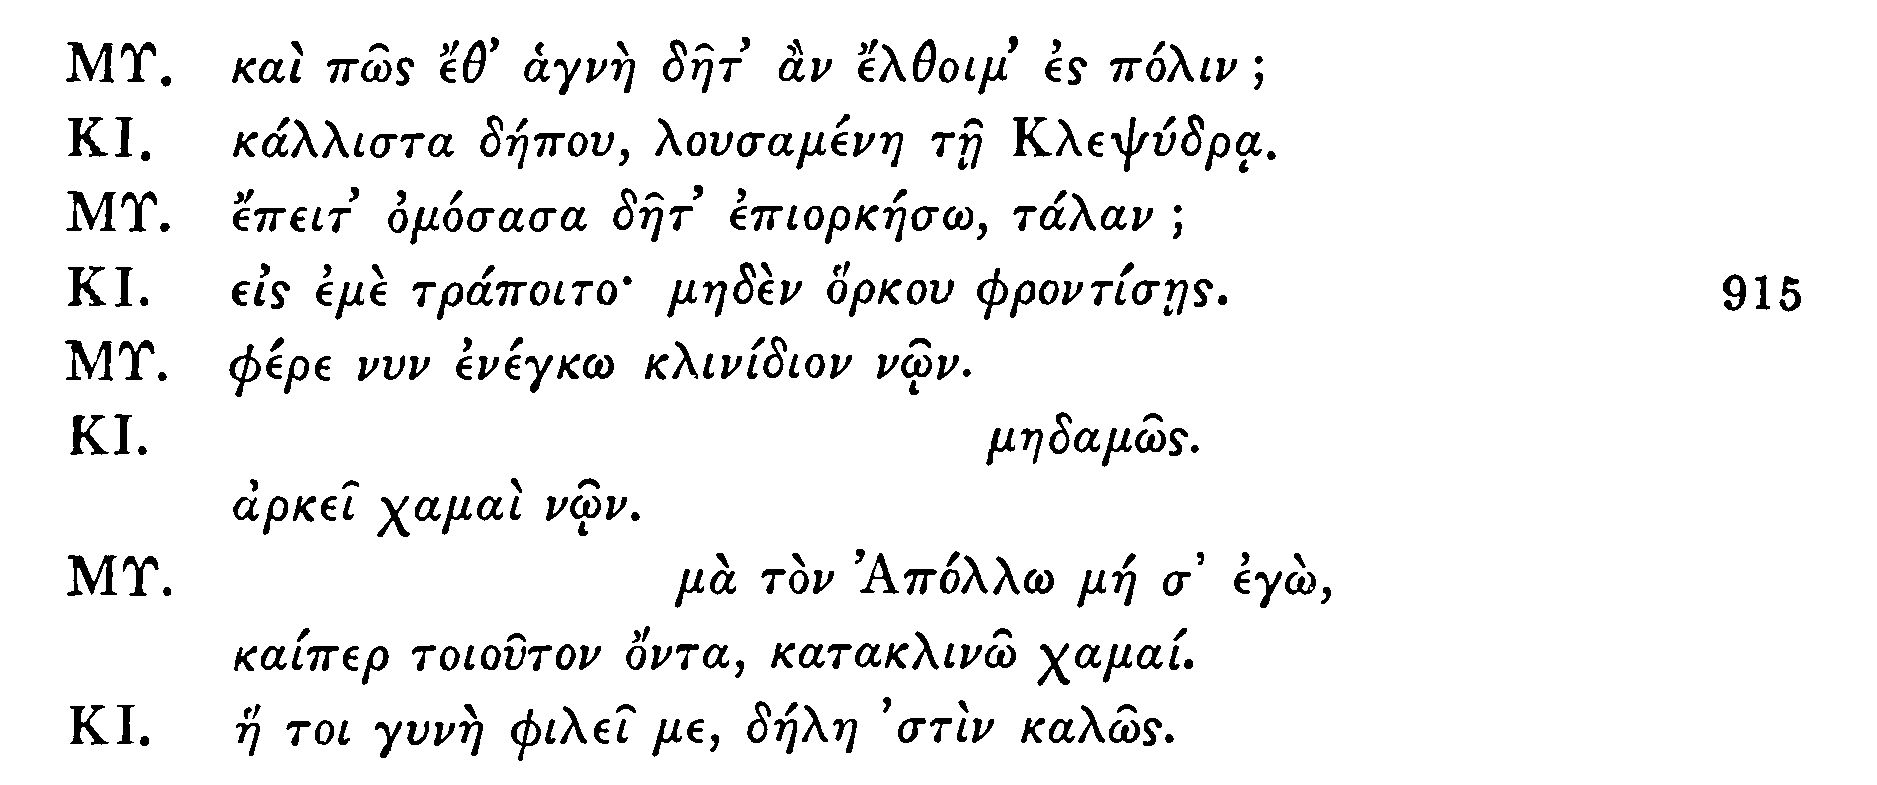 ΜΥ. καὶ πῶς ἔθ’ ἁγνὴ δῆτ’ ἂν ἔλθοιμ’ ἐς πόλιν ;
ΚΙ. κάλλιστα δήπου, λουσαμένη τῇ Κλεψύδρᾳ.
ΜΥ. ἔπειτ’ ὀμόσασα δῆτ’ ἐπιορκήσω, τάλαν ;
ΚΙ. εἰς ἐμὲ τράποιτο· μηδὲν ὅρκου φροντίσῃς. 915
ΜΥ. φέρε νυν ἐνέγκω κλινίδιον νῷν.
ΚΙ. μηδαμῶς.
ἀρκεῖ χαμαὶ νῷν.
ΜΥ. μὰ τὸν Ἀπόλλω μή σ’ ἐγὼ,
καίπερ τοιοῦτον ὄντα, κατακλινῶ χαμαί.
ΚΙ. ἥ τοι γυνὴ φιλεῖ με, δήλη ’στὶν καλῶς.